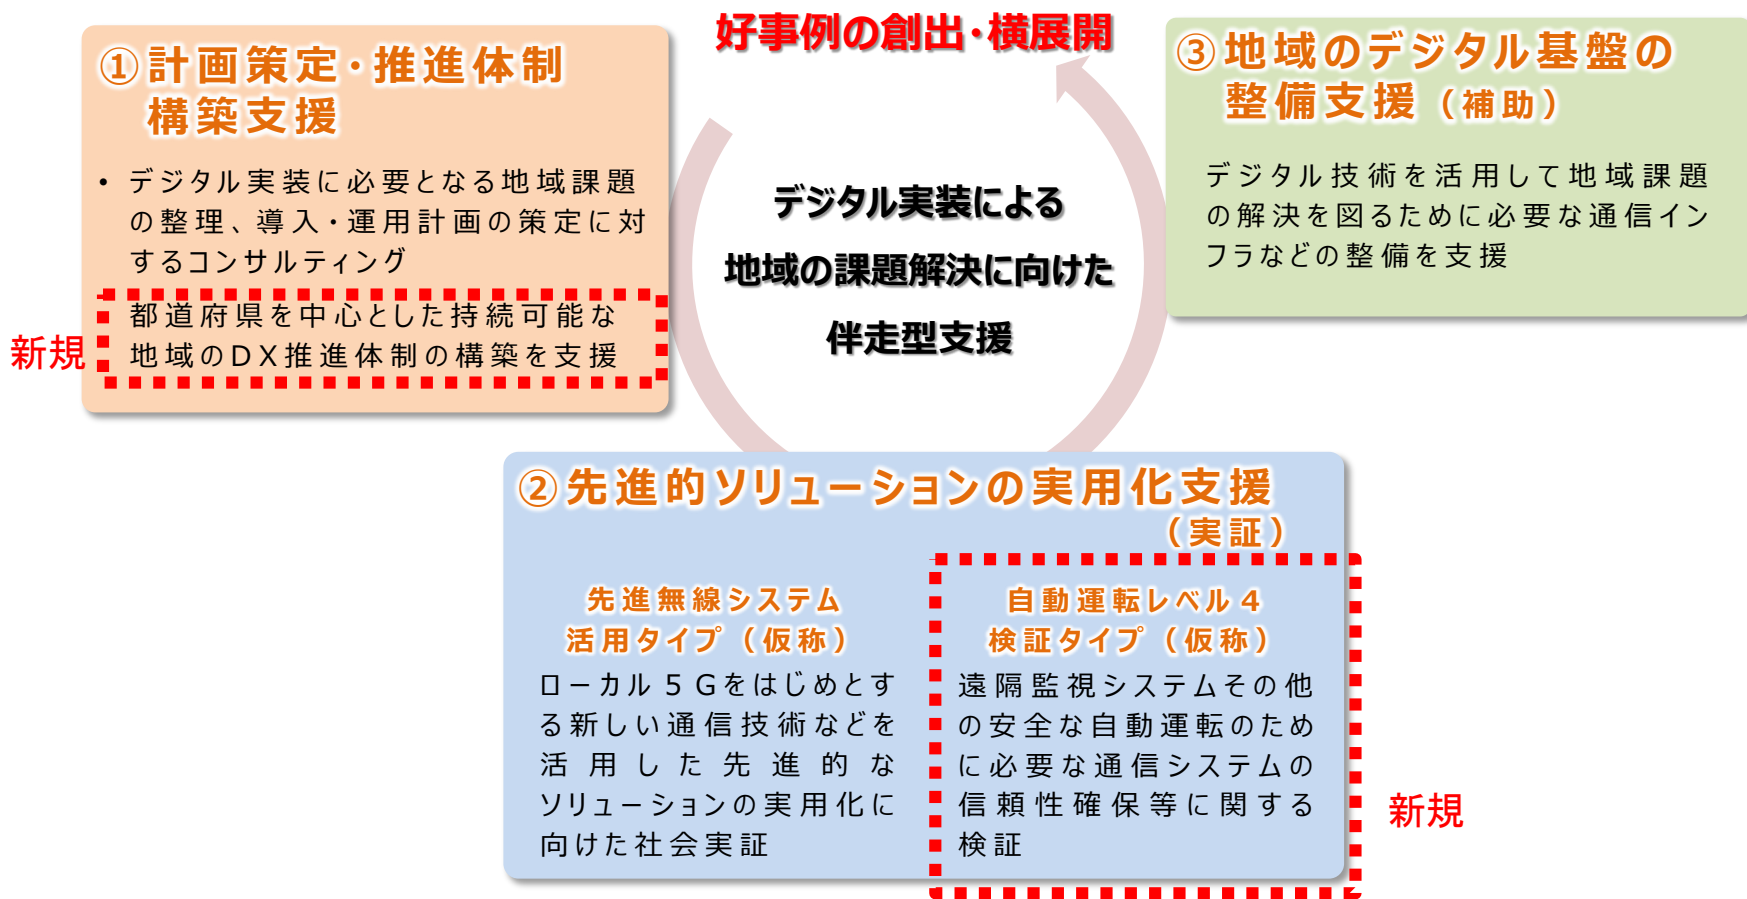 好事例の創出・横展開
①計画策定・推進体制
構築支援
• デジタル実装に必要となる地域課題
の整理、導入・運用計画の策定に対
するコンサルティング
都道府県を中心とした持続可能な
地域のDX推進体制の構築を支援
新規
デジタル実装による
地域の課題解決に向けた
伴走型支援
③地域のデジタル基盤の
整備支援（補助）
デジタル技術を活用して地域課題
の解決を図るために必要な通信イン
フラなどの整備を支援
②先進的ソリューションの実用化支援
（実証）
先進無線システム
活用タイプ（仮称）
ローカル５Gをはじめとす
る新しい通信技術などを
活用した先進的な
ソリューションの実用化に
向けた社会実証
自動運転レベル４
検証タイプ（仮称）
遠隔監視システムその他
の安全な自動運転のため
に必要な通信システムの
信頼性確保等に関する
検証
新規